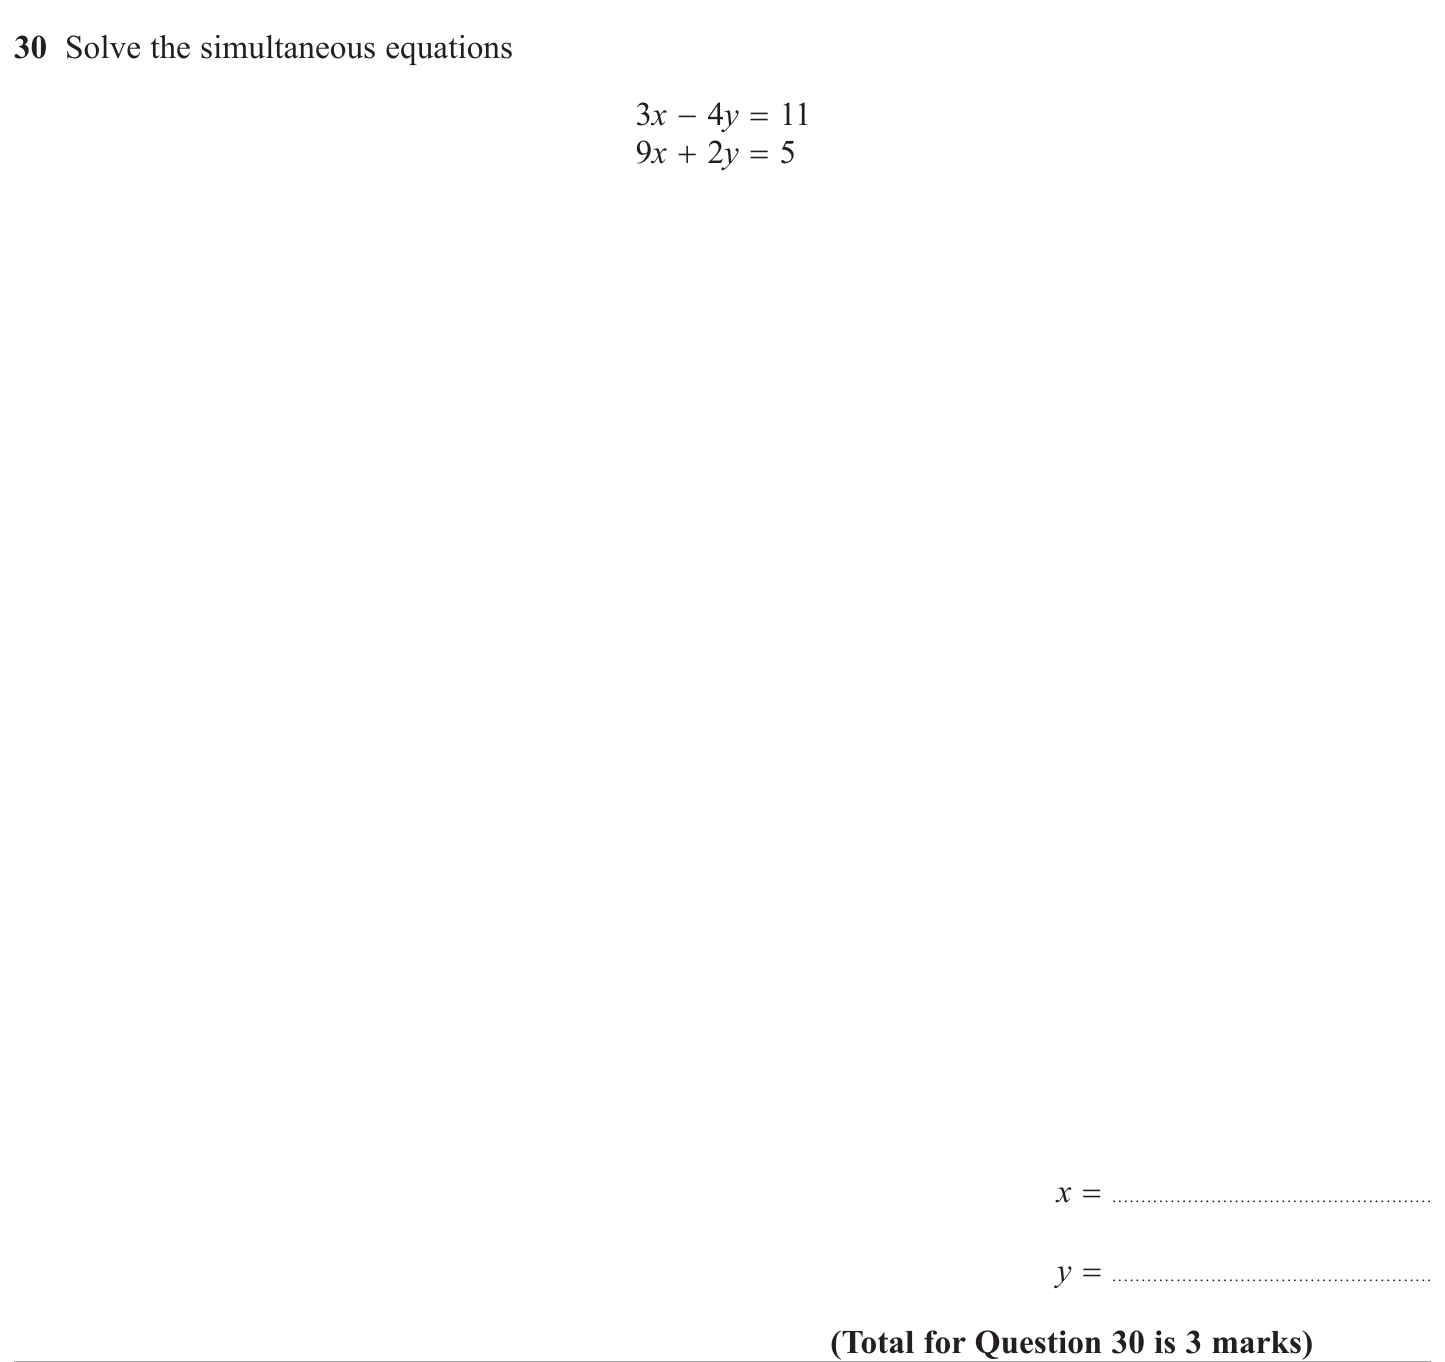 30 Solve the simultaneous equations
3x − 4y = 11
9x + 2y = 5
x = ......................................................
y = ......................................................
(Total for Question 30 is 3 marks)